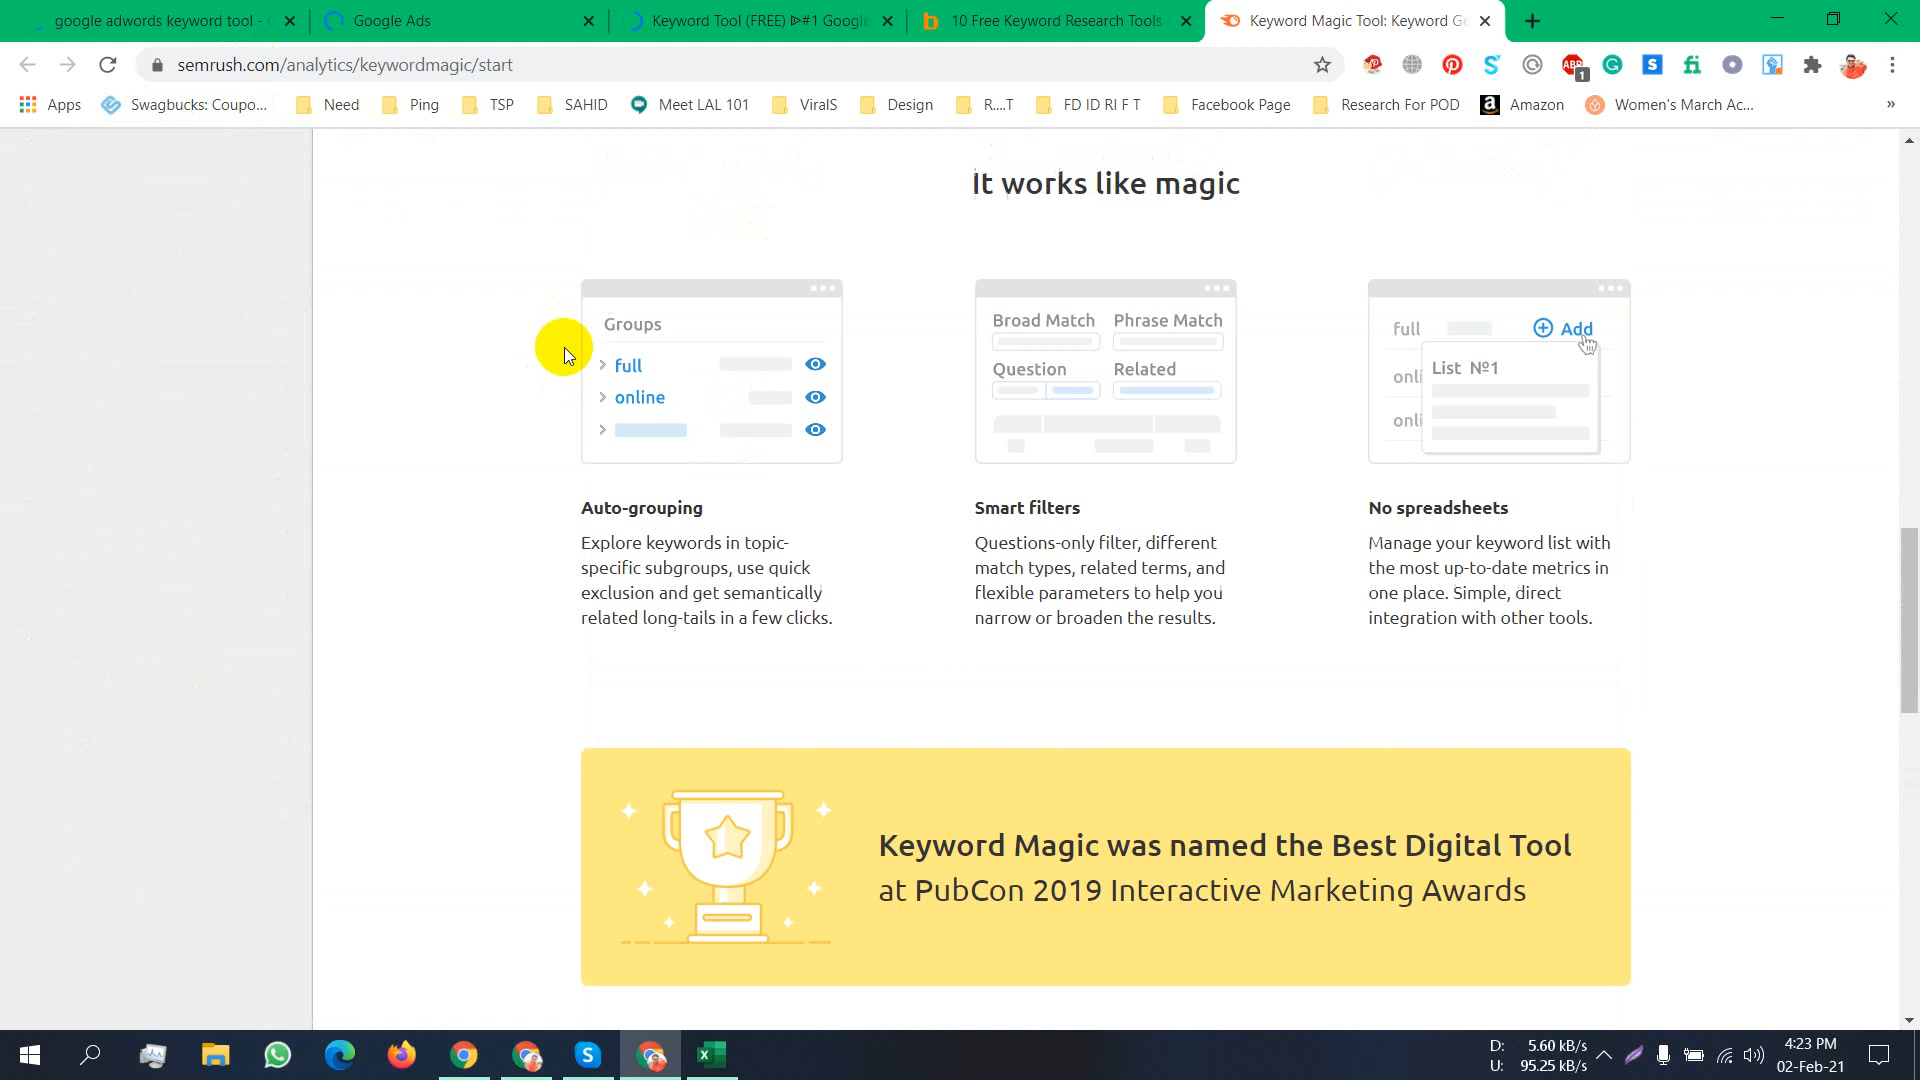 google adwords keyword tool -
Google Ads
Keyword Tool (FREE) ᐅ#1 Google
10 Free Keyword Research Tools
Keyword Magic Tool: Keyword Ge
semrush.com/analytics/keywordmagic/start
ABP
1
Apps
Swagbucks: Coupo...
Need
Ping
TSP
SAHID
Meet LAL 101
ViralS
Design
R....T
FD ID RI F T
Facebook Page
Research For POD
Amazon
Women's March Ac...
»
It works like magic
Groups
full
online
Broad Match
Phrase Match
Question
Related
full
Add
List №1
onli
onli
Auto-grouping
Explore keywords in topic-
specific subgroups, use quick
exclusion and get semantically
related long-tails in a few clicks.
Smart filters
Questions-only filter, different
match types, related terms, and
flexible parameters to help you
narrow or broaden the results.
No spreadsheets
Manage your keyword list with
the most up-to-date metrics in
one place. Simple, direct
integration with other tools.
Keyword Magic was named the Best Digital Tool
at PubCon 2019 Interactive Marketing Awards
D: 5.60 kB/s
U: 95.25 kB/s
4:23 PM
02-Feb-21